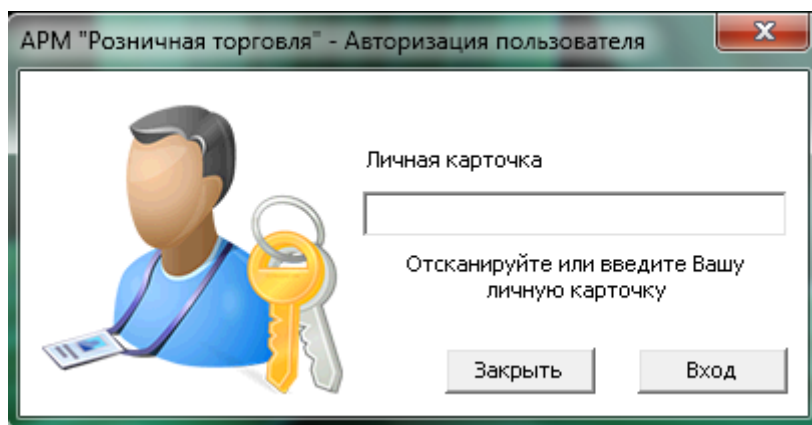 АРМ "Розничная торговля" - Авторизация пользователя
Личная карточка
Отсканируйте или введите Вашу
личную карточку
Закрыть
Вход